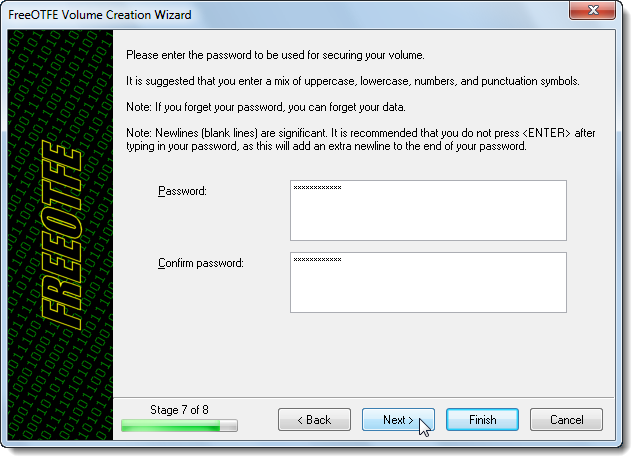 FreeOTFE Volume Creation Wizard
Please enter the password to be used for securing your volume.
It is suggested that you enter a mix of uppercase, lowercase, numbers, and punctuation symbols.
Note: If you forget your password, you can forget your data.
Note: Newlines (blank lines) are significant. It is recommended that you do not press <ENTER> after
typing in your password, as this will add an extra newline to the end of your password.
Password:
xxxxxxxxxxxx
Confirm password:
xxxxxxxxxxxx
FREEOTFE
Stage 7 of 8
< Back
Next >
Finish
Cancel